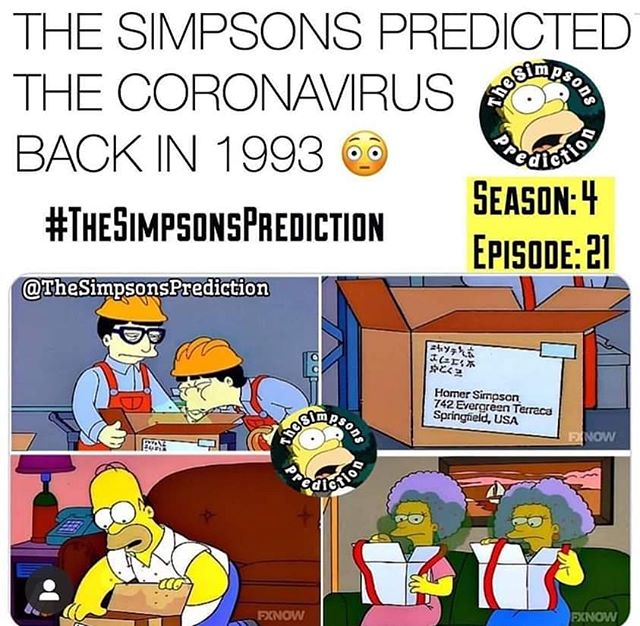 THE SIMPSONS PREDICTED
THE CORONAVIRUS
BACK IN 1993 😳
The Simpsons
Prediction
#THESIMPSONSPREDICTION
SEASON: 4
EPISODE: 21
@TheSimpsonsPrediction
Homer Simpson
742 Evergreen Terrace
Springfield, USA
FXNOW
The Simpsons
Prediction
FXNOW
FXNOW